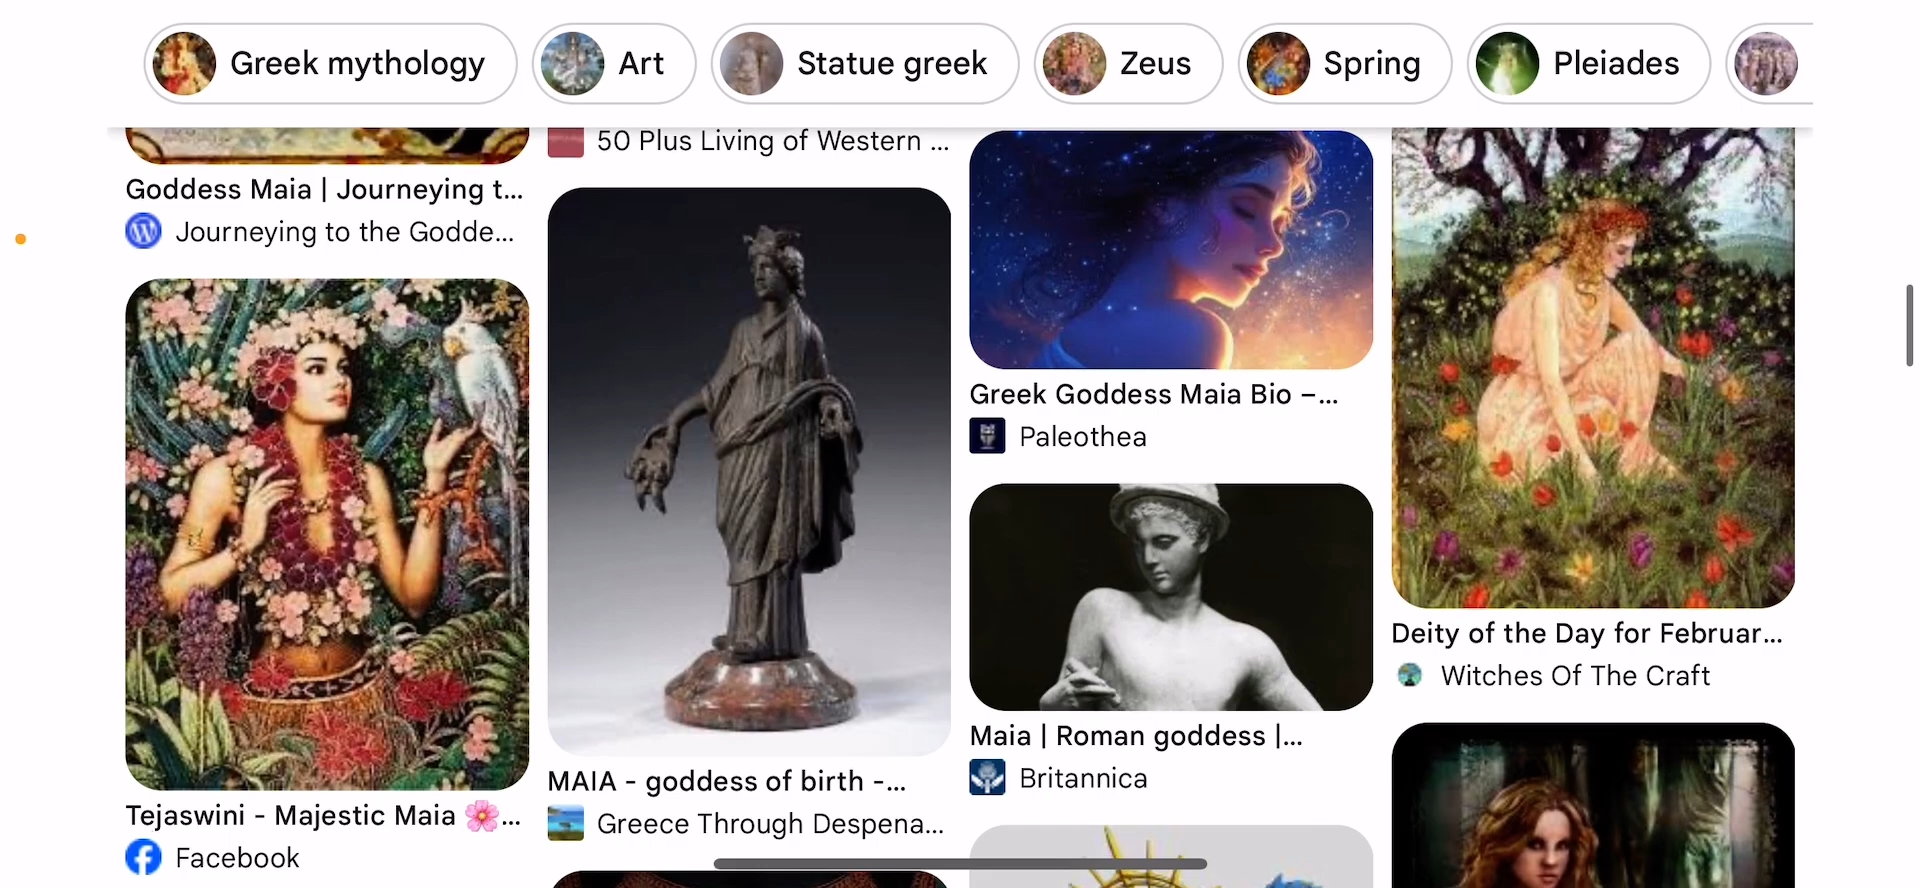 Greek mythology
Art
Statue greek
Zeus
Spring
Pleiades
Goddess Maia | Journeying t...
Journeying to the Godde...
Tejaswini - Majestic Maia 🌸...
Facebook
50 Plus Living of Western ...
MAIA - goddess of birth -...
Greece Through Despena...
Greek Goddess Maia Bio –...
Paleothea
Maia | Roman goddess |...
Britannica
Deity of the Day for Februar...
Witches Of The Craft